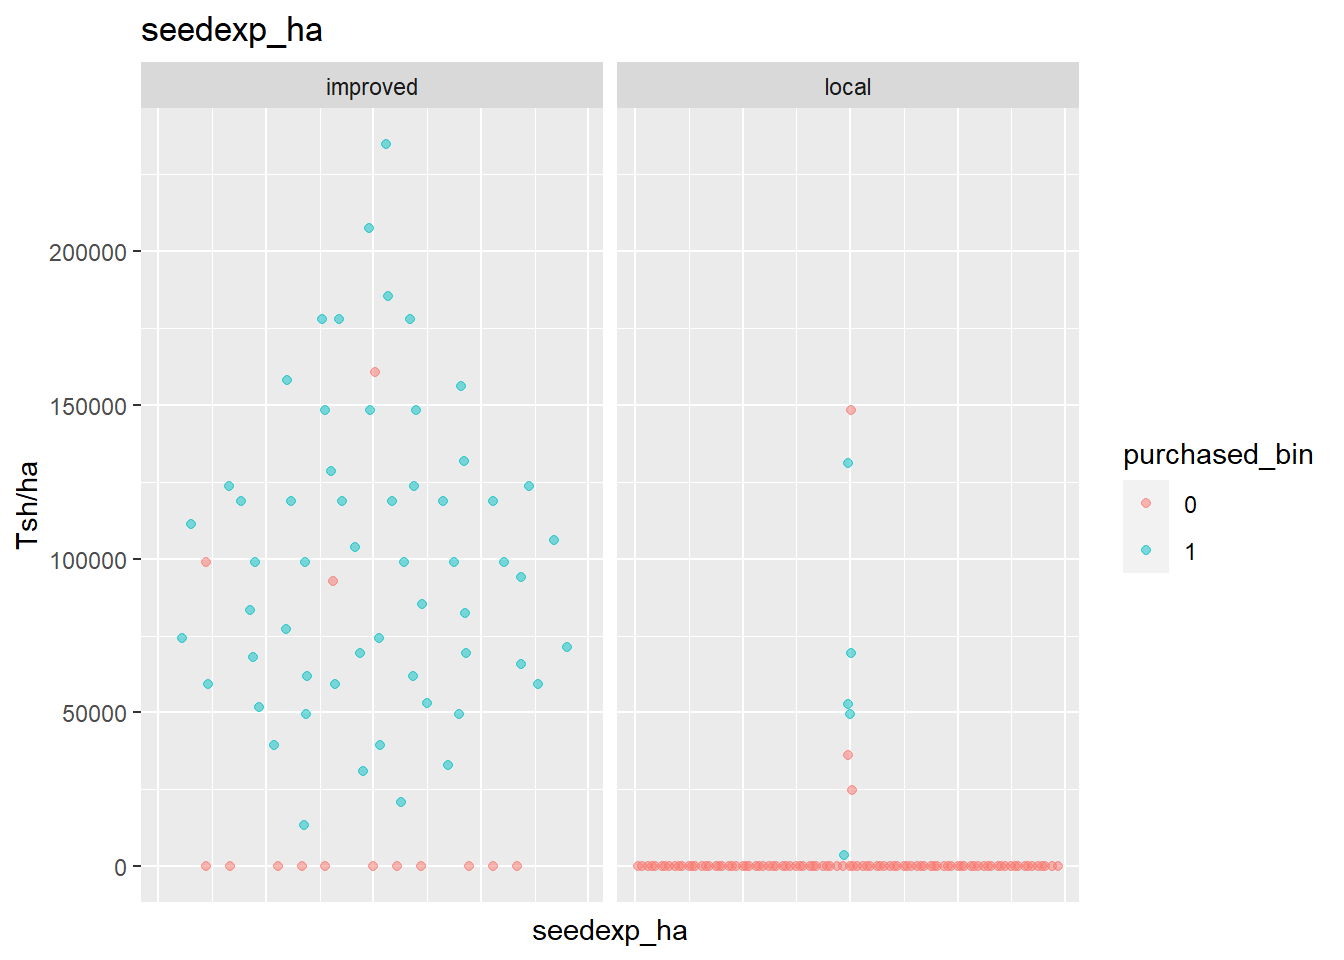 seedexp_ha
improved
local
200000
150000
100000
50000
0
Tsh/ha
seedexp_ha
purchased_bin
0
1